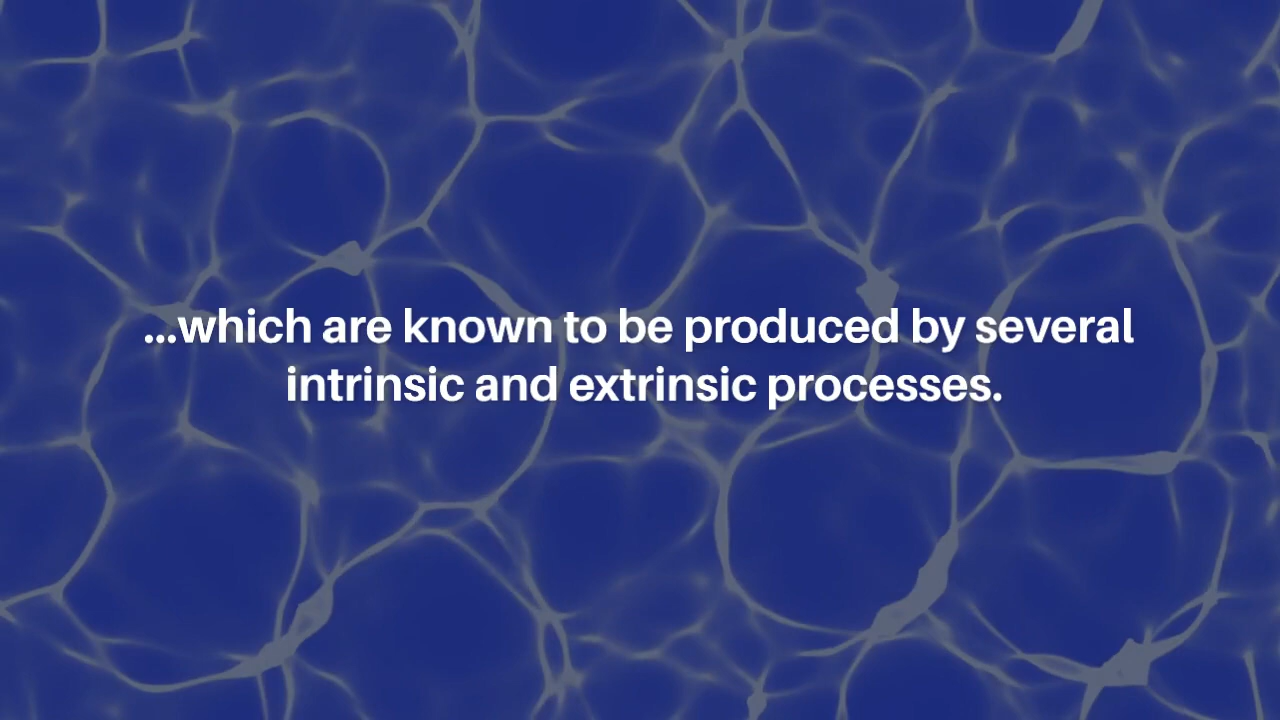 ...which are known to be produced by several
intrinsic and extrinsic processes.